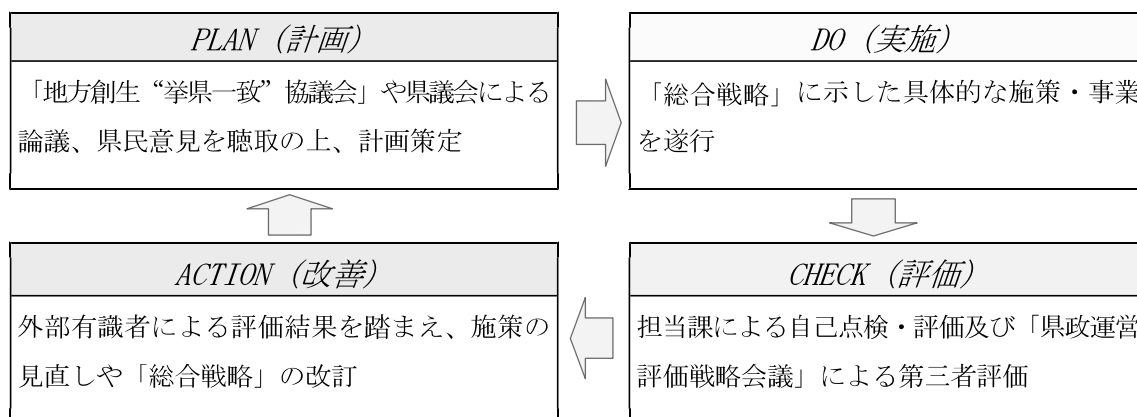 PLAN（計画）
「地方創生“挙県一致”協議会」や県議会による
論議、県民意見を聴取の上、計画策定
DO（実施）
「総合戦略」に示した具体的な施策・事業
を遂行
ACTION（改善）
外部有識者による評価結果を踏まえ、施策の
見直しや「総合戦略」の改訂
CHECK（評価）
担当課による自己点検・評価及び「県政運営
評価戦略会議」による第三者評価